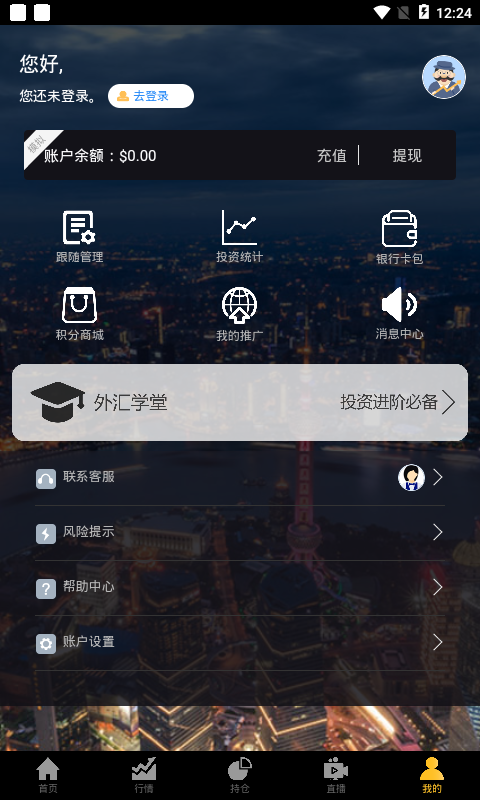 12:24
您好,
您还未登录。 去登录
模拟
账户余额：$0.00 充值 提现
跟随管理 投资统计 银行卡包
积分商城 我的推广 消息中心
外汇学堂 投资进阶必备
联系客服
风险提示
帮助中心
账户设置
首页 行情 持仓 直播 我的